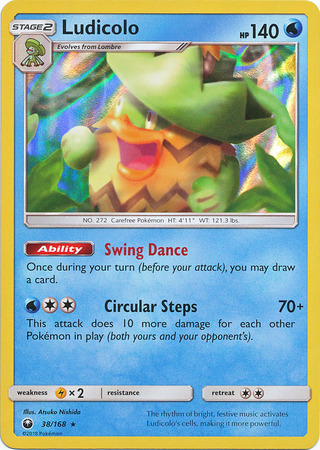 STAGE2
Ludicolo
HP 140
Evolves from Lombre
NO. 272 Carefree Pokémon HT: 4'11" WT: 121.3 lbs.
Ability Swing Dance
Once during your turn (before your attack), you may draw
a card.
Circular Steps 70+
This attack does 10 more damage for each other
Pokémon in play (both yours and your opponent's).
weakness ×2 resistance retreat
Illus. Atsuko Nishida
38/168 ★
©2018 Pokémon
The rhythm of bright, festive music activates
Ludicolo's cells, making it more powerful.